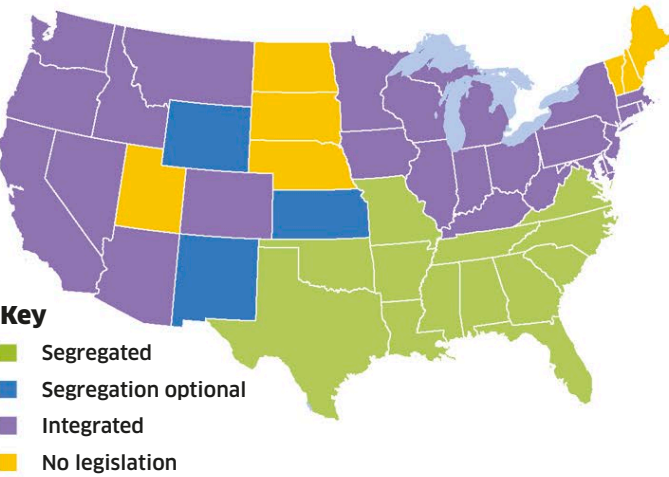 Key
Segregated
Segregation optional
Integrated
No legislation